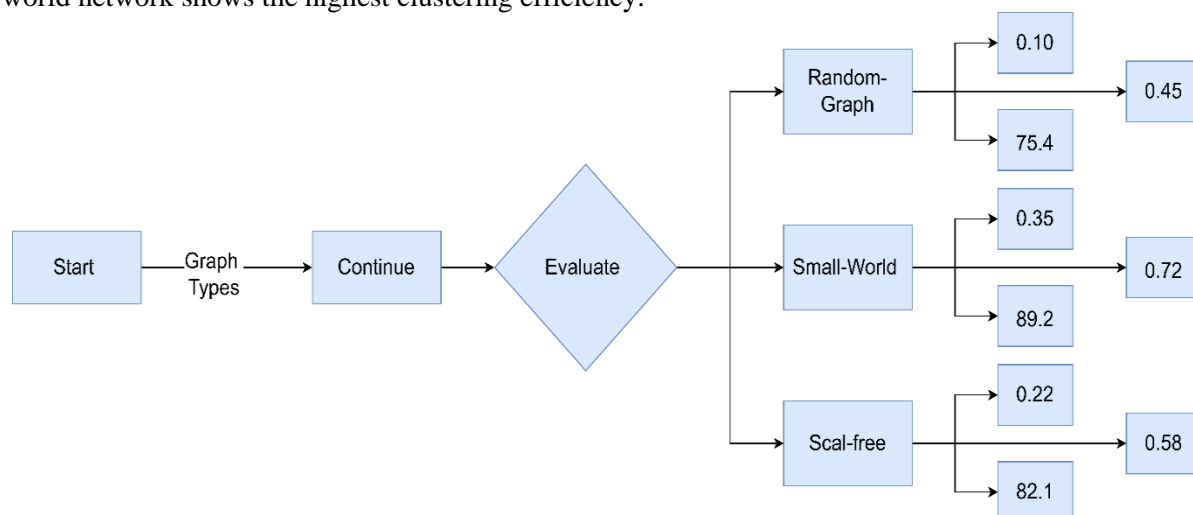 world network shows the highest clustering efficiency.
Start
Graph
Types
Continue
Evaluate
Random-
Graph
0.10
0.45
75.4
Small-World
0.35
0.72
89.2
Scal-free
0.22
0.58
82.1